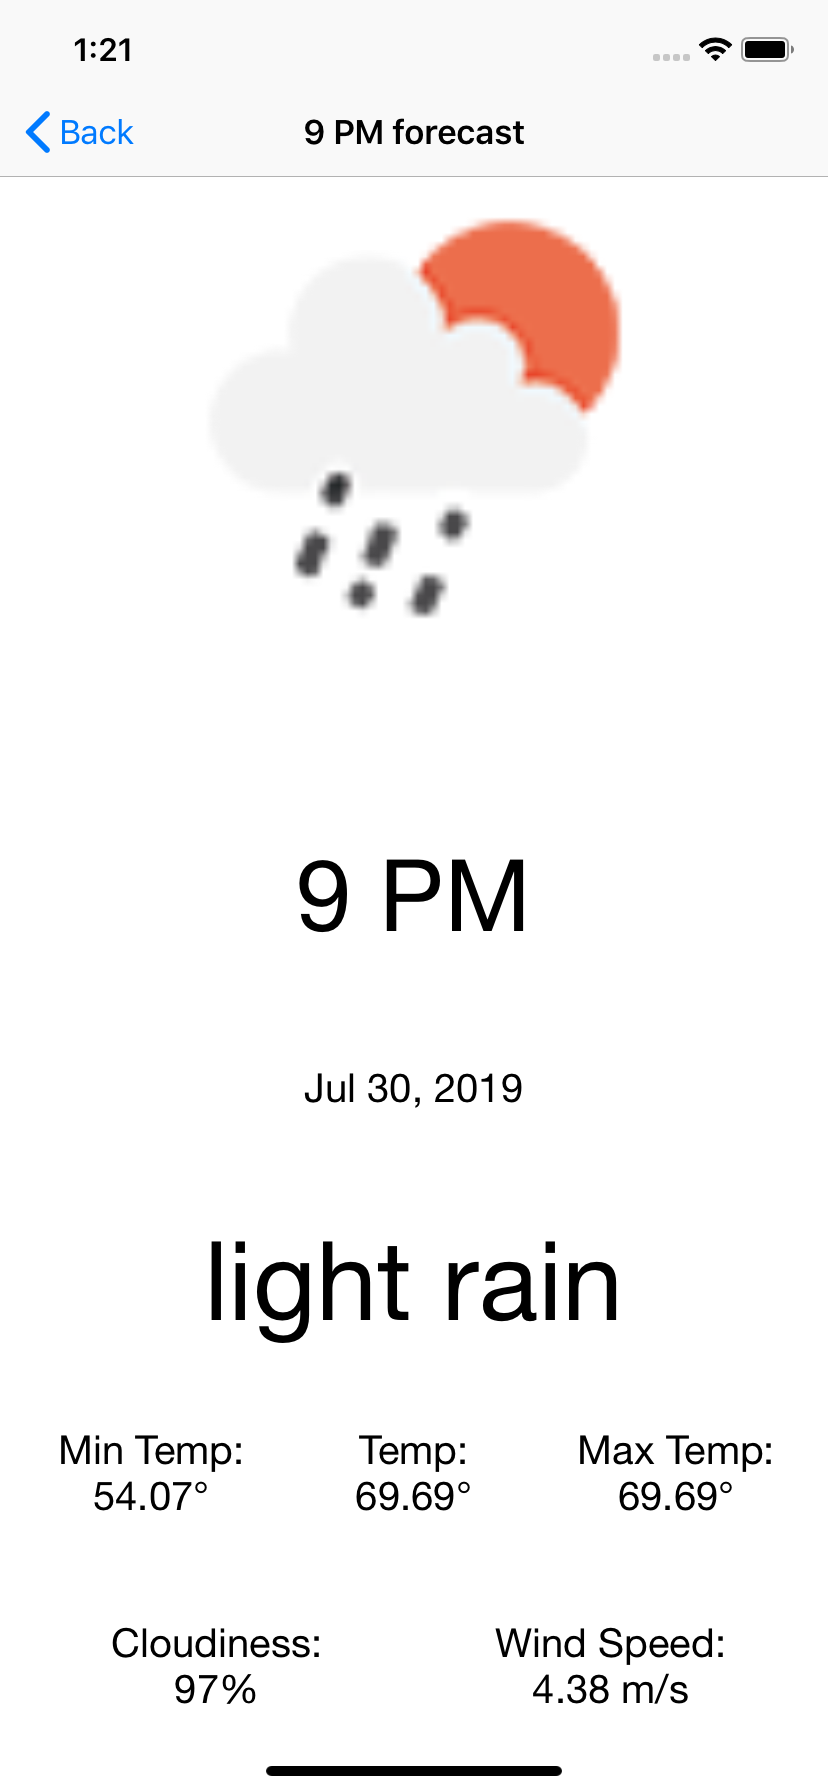 1:21
Back
9 PM forecast
9 PM
Jul 30, 2019
light rain
Min Temp:
54.07°
Temp:
69.69°
Max Temp:
69.69°
Cloudiness:
97%
Wind Speed:
4.38 m/s